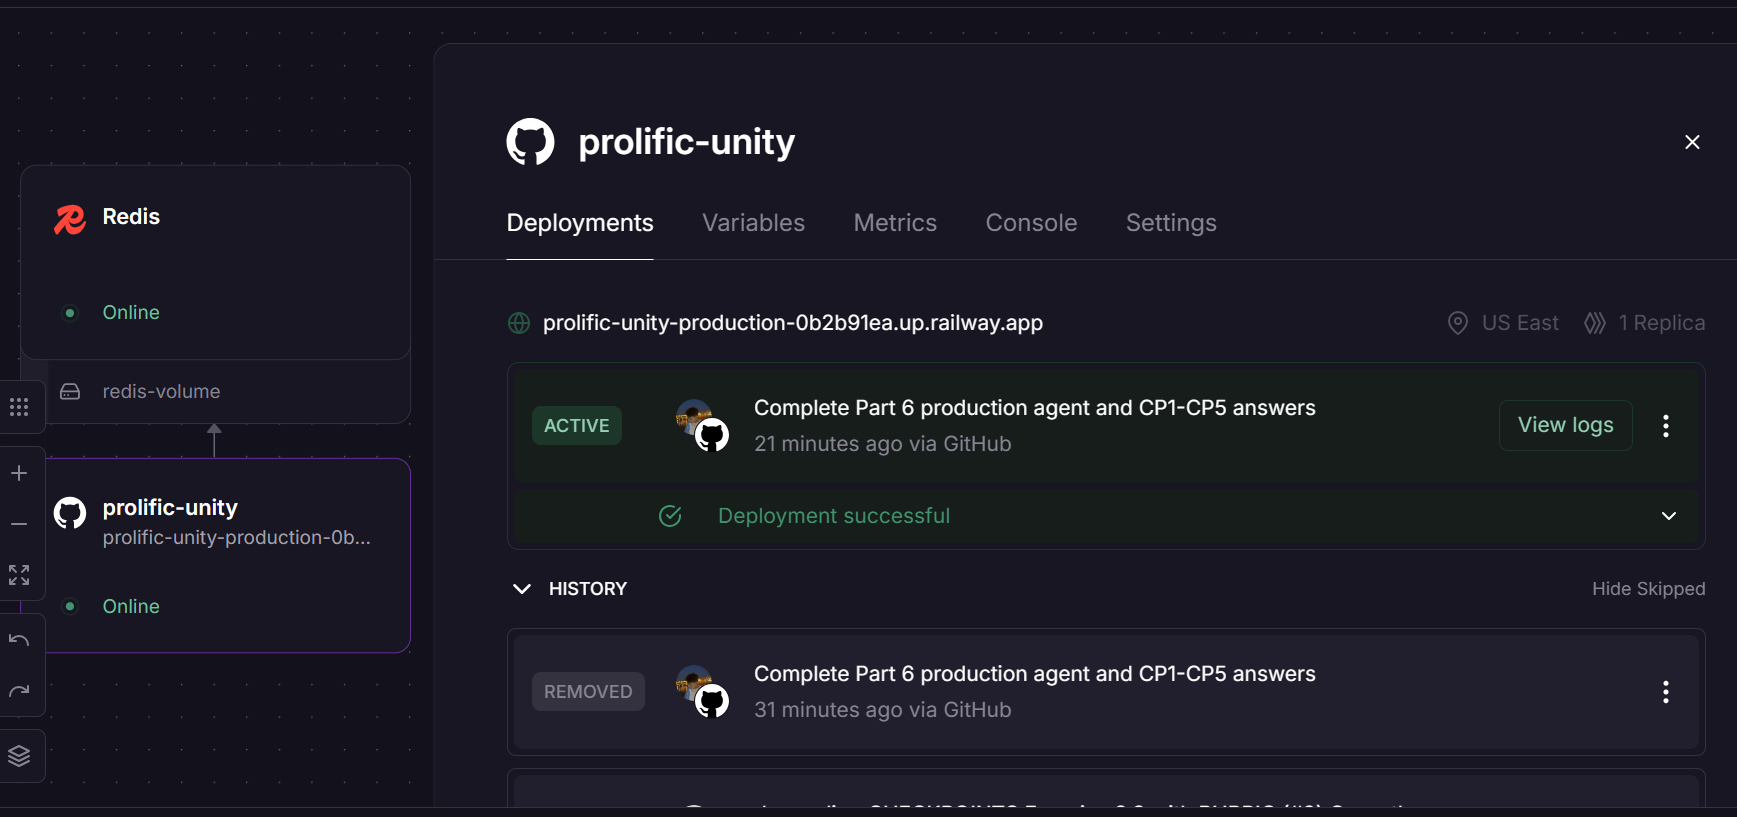 Redis
Online
redis-volume
prolific-unity
prolific-unity-production-0b...
Online
prolific-unity
Deployments
Variables
Metrics
Console
Settings
prolific-unity-production-0b2b91ea.up.railway.app
US East
1 Replica
ACTIVE
Complete Part 6 production agent and CP1-CP5 answers
21 minutes ago via GitHub
View logs
Deployment successful
HISTORY
Hide Skipped
REMOVED
Complete Part 6 production agent and CP1-CP5 answers
31 minutes ago via GitHub